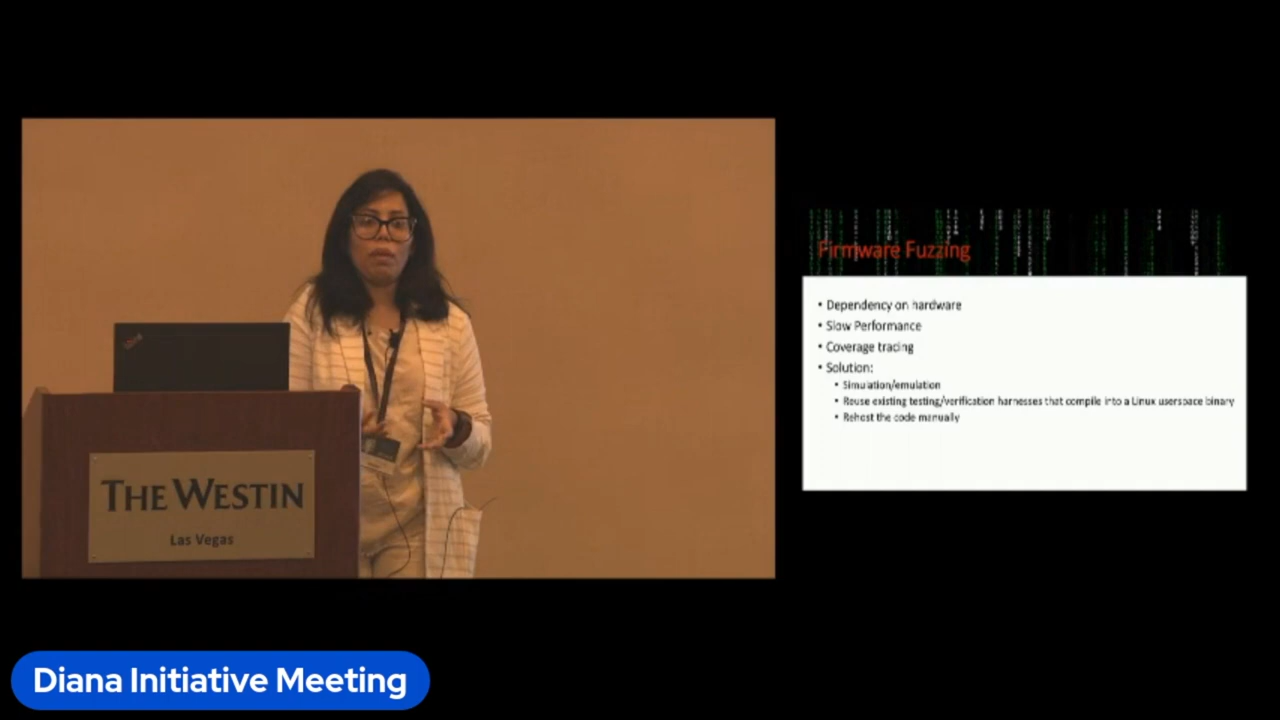 Firmware Fuzzing
• Dependency on hardware
• Slow Performance
• Coverage tracing
• Solution:
• Simulation/emulation
• Reuse existing testing/verification harnesses that compile into a Linux userspace binary
• Rehost the code manually
THE WESTIN
Las Vegas
Diana Initiative Meeting